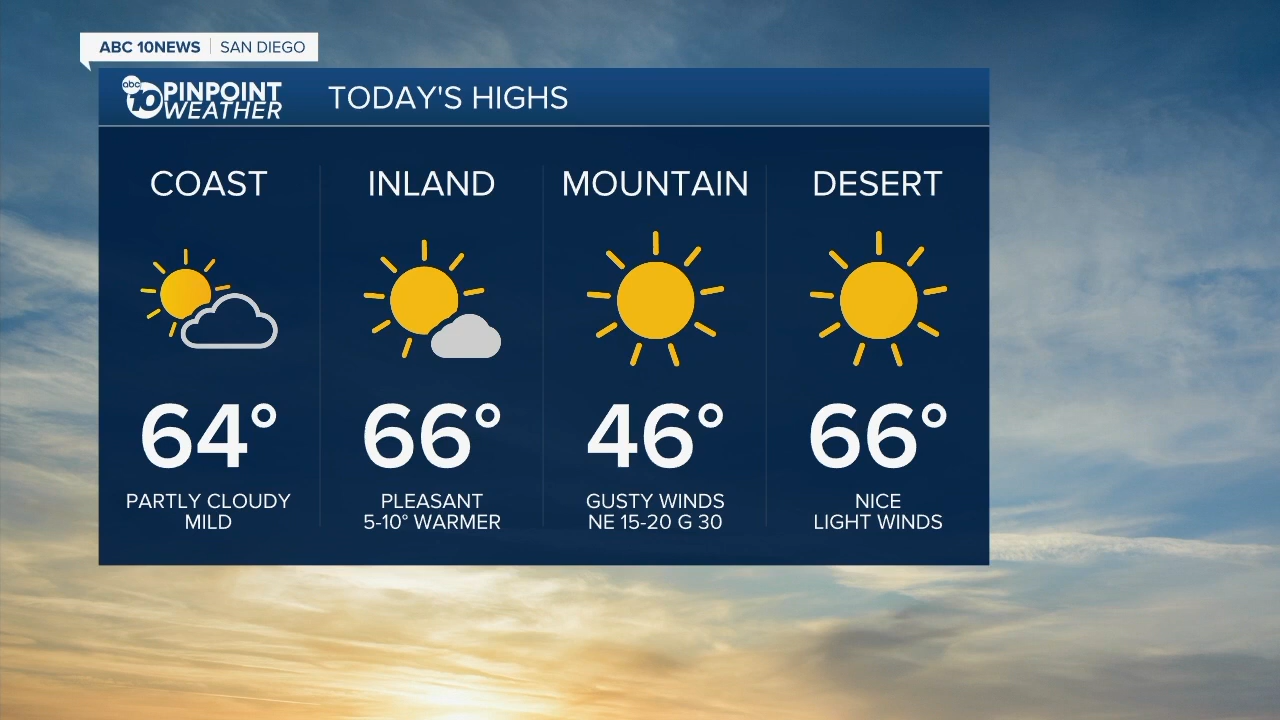 ABC 10NEWS | SAN DIEGO
abc 10 PINPOINT WEATHER
TODAY'S HIGHS
COAST
64°
PARTLY CLOUDY
MILD
INLAND
66°
PLEASANT
5-10° WARMER
MOUNTAIN
46°
GUSTY WINDS
NE 15-20 G 30
DESERT
66°
NICE
LIGHT WINDS